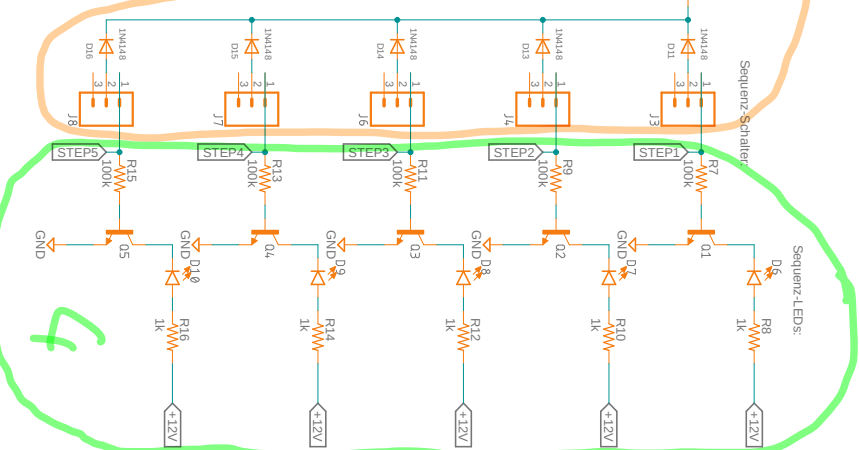 D16
1N4148
D15
1N4148
D14
1N4148
D13
1N4148
D11
1N4148
Sequenz-Schalter:
3 2 1
J8
3 2 1
J7
3 2 1
J6
3 2 1
J4
3 2 1
J3
STEP5
STEP4
STEP3
STEP2
STEP1
R15
100k
R13
100k
R11
100k
R9
100k
R7
100k
GND
Q5
GND
Q4
GND
Q3
GND
Q2
GND
Q1
Sequenz-LEDs:
D10
D9
D8
D7
D6
R16
1k
R14
1k
R12
1k
R10
1k
R8
1k
+12V
+12V
+12V
+12V
+12V